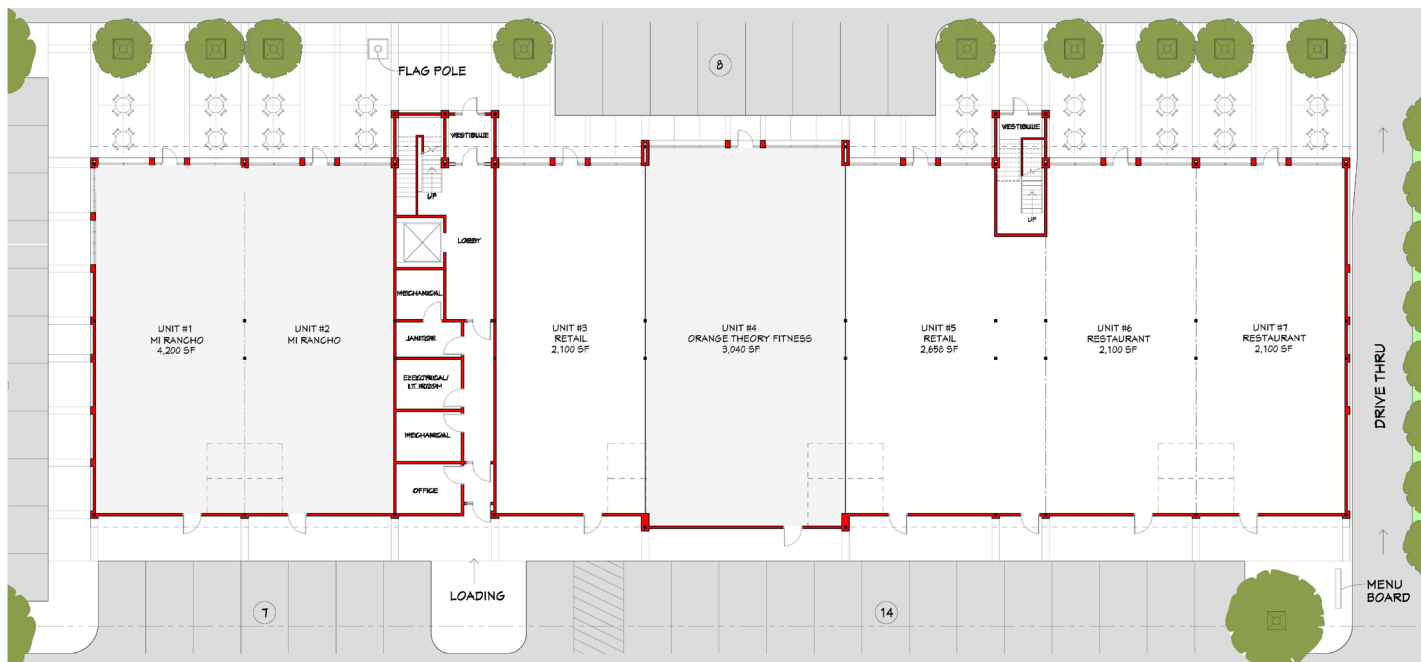 FLAG POLE
8
VESTIBULE
VESTIBULE
UP
UP
LOBBY
MECHANICAL
UNIT #1
MI RANCHO
4,200 SF
UNIT #2
MI RANCHO
JANITOR
UNIT #3
RETAIL
2,100 SF
UNIT #4
ORANGE THEORY FITNESS
3,040 SF
UNIT #5
RETAIL
2,658 SF
UNIT #6
RESTAURANT
2,100 SF
UNIT #7
RESTAURANT
2,100 SF
DRIVE THRU
ELECTRICAL/
I.T. ROOM
MECHANICAL
OFFICE
LOADING
7
14
MENU
BOARD